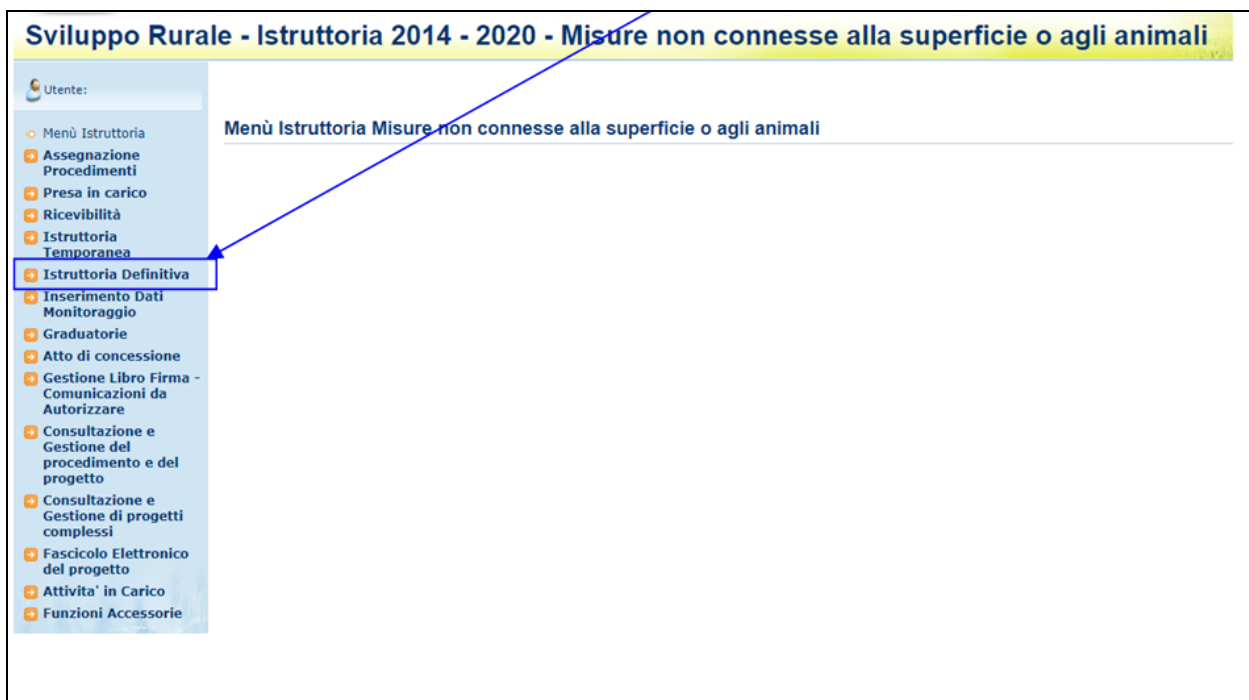 Sviluppo Rurale - Istruttoria 2014 - 2020 - Misure non connesse alla superficie o agli animali
Utente:
Menù Istruttoria
Assegnazione
Procedimenti
Presa in carico
Ricevibilità
Istruttoria
Temporanea
Istruttoria Definitiva
Inserimento Dati
Monitoraggio
Graduatorie
Atto di concessione
Gestione Libro Firma -
Comunicazioni da
Autorizzare
Consultazione e
Gestione del
procedimento e del
progetto
Consultazione e
Gestione di progetti
complessi
Fascicolo Elettronico
del progetto
Attivita' in Carico
Funzioni Accessorie
Menù Istruttoria Misure non connesse alla superficie o agli animali